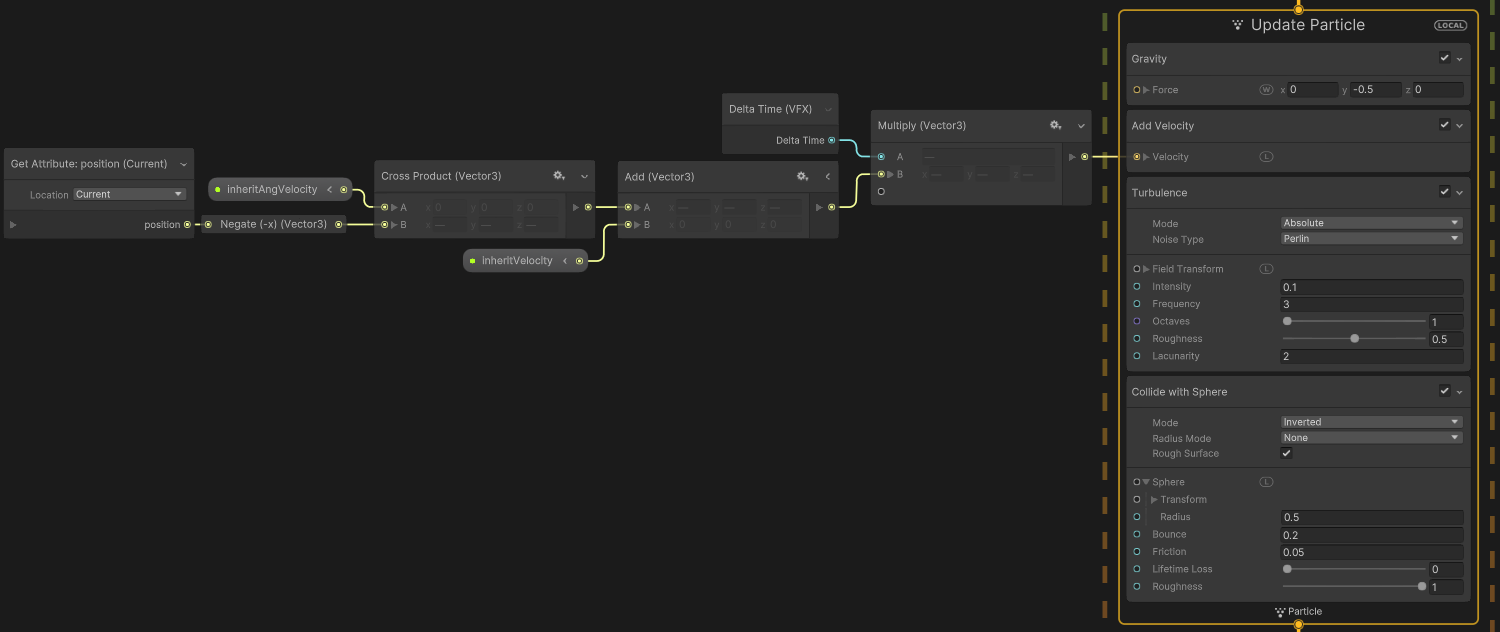 Get Attribute: position (Current)
Location Current
position
inheritAngVelocity
Negate (-x) (Vector3)
Cross Product (Vector3)
A x 0 y 0 z 0
B x — y — z —
inheritVelocity
Add (Vector3)
A x — y — z —
B x 0 y 0 z 0
Delta Time (VFX)
Delta Time
Multiply (Vector3)
A —
B x — y — z —
Update Particle LOCAL
Gravity
Force W x 0 y -0.5 z 0
Add Velocity
Velocity L
Turbulence
Mode Absolute
Noise Type Perlin
Field Transform L
Intensity 0.1
Frequency 3
Octaves 1
Roughness 0.5
Lacunarity 2
Collide with Sphere
Mode Inverted
Radius Mode None
Rough Surface
Sphere L
Transform
Radius 0.5
Bounce 0.2
Friction 0.05
Lifetime Loss 0
Roughness 1
Particle